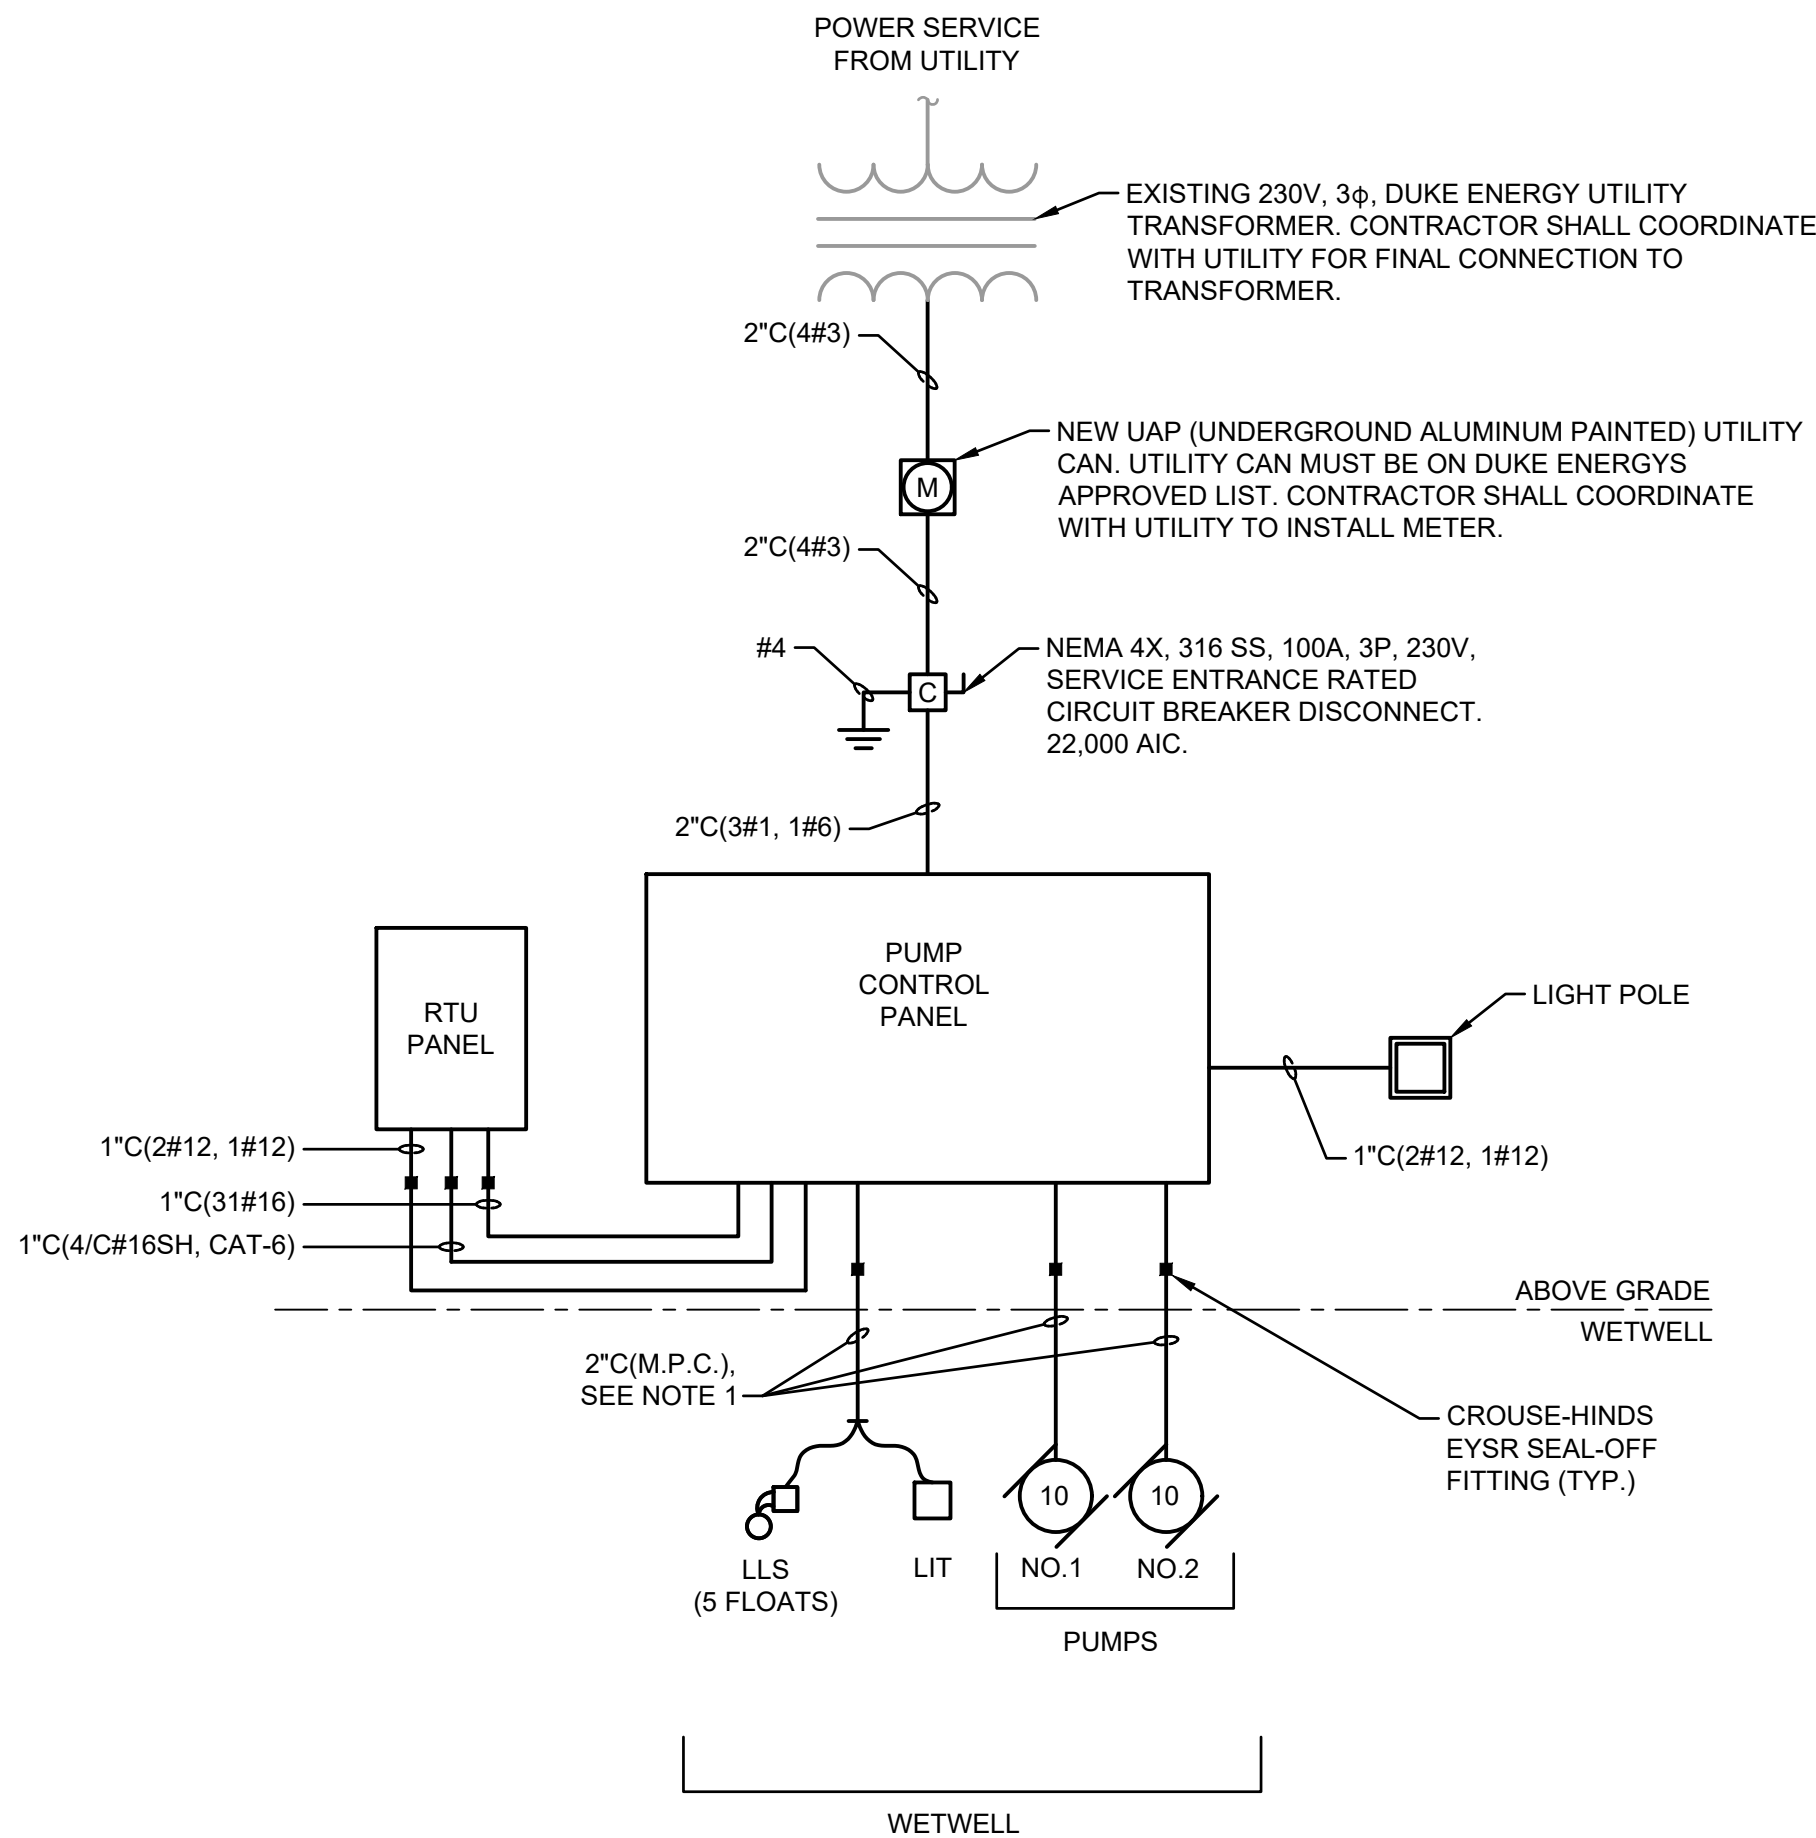 POWER SERVICE
FROM UTILITY
EXISTING 230V, 3ϕ, DUKE ENERGY UTILITY
TRANSFORMER. CONTRACTOR SHALL COORDINATE
WITH UTILITY FOR FINAL CONNECTION TO
TRANSFORMER.
2"C(4#3)
NEW UAP (UNDERGROUND ALUMINUM PAINTED) UTILITY
CAN. UTILITY CAN MUST BE ON DUKE ENERGYS
APPROVED LIST. CONTRACTOR SHALL COORDINATE
WITH UTILITY TO INSTALL METER.
M
2"C(4#3)
#4
C
NEMA 4X, 316 SS, 100A, 3P, 230V,
SERVICE ENTRANCE RATED
CIRCUIT BREAKER DISCONNECT.
22,000 AIC.
2"C(3#1, 1#6)
PUMP
CONTROL
PANEL
RTU
PANEL
LIGHT POLE
1"C(2#12, 1#12)
1"C(2#12, 1#12)
1"C(31#16)
1"C(4/C#16SH, CAT-6)
ABOVE GRADE
WETWELL
2"C(M.P.C.),
SEE NOTE 1
CROUSE-HINDS
EYSR SEAL-OFF
FITTING (TYP.)
10
10
LLS
(5 FLOATS)
LIT
NO.1
NO.2
PUMPS
WETWELL